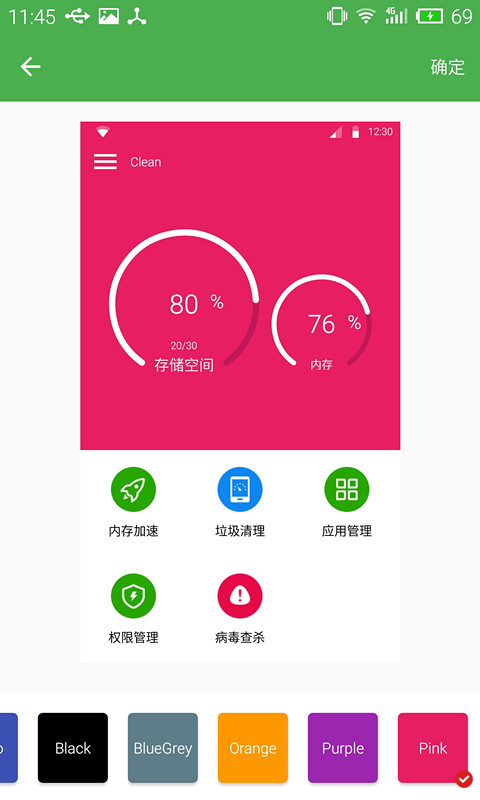 11:45
4G
69
确定
12:30
Clean
80 %
20/30
存储空间
76 %
内存
内存加速
垃圾清理
应用管理
权限管理
病毒查杀
o
Black
BlueGrey
Orange
Purple
Pink